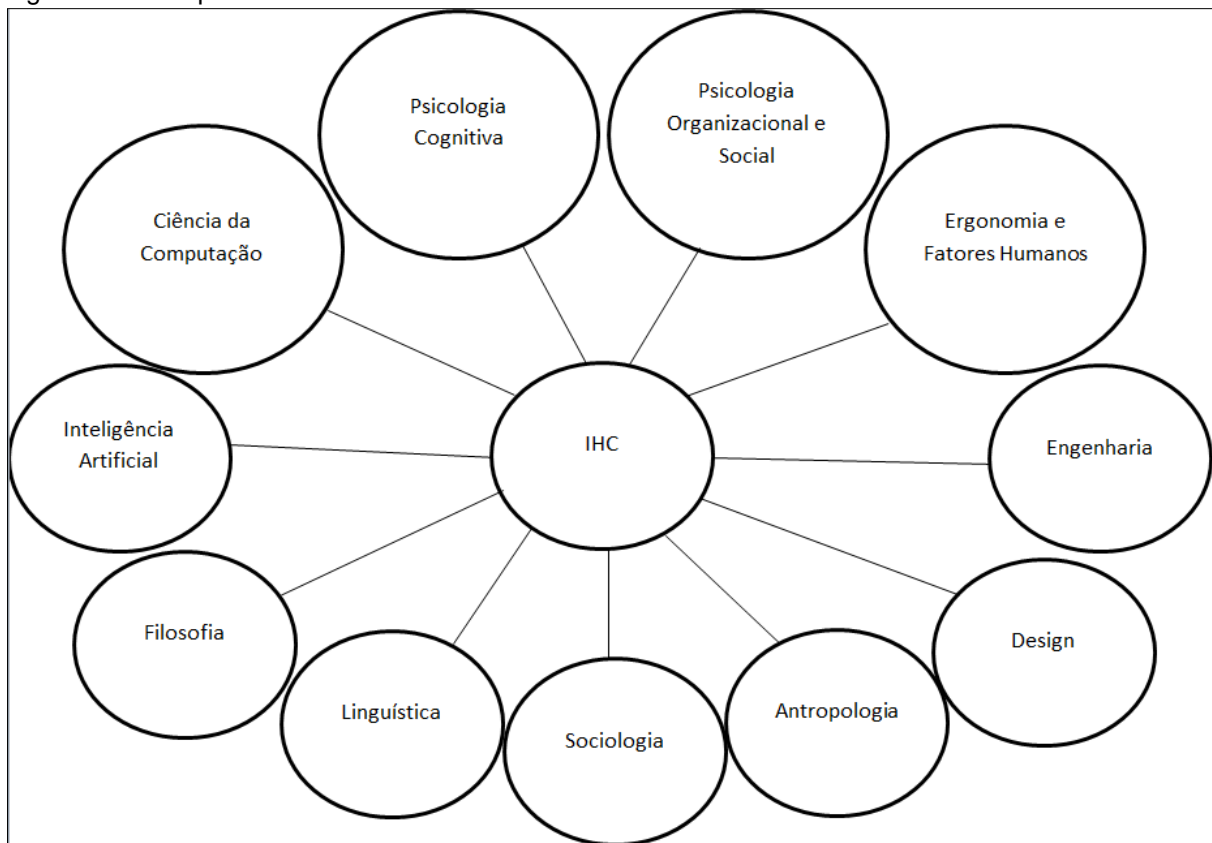 Psicologia
Cognitiva
Psicologia
Organizacional e
Social
Ciência da
Computação
Ergonomia e
Fatores Humanos
Inteligência
Artificial
IHC
Engenharia
Filosofia
Design
Linguística
Sociologia
Antropologia